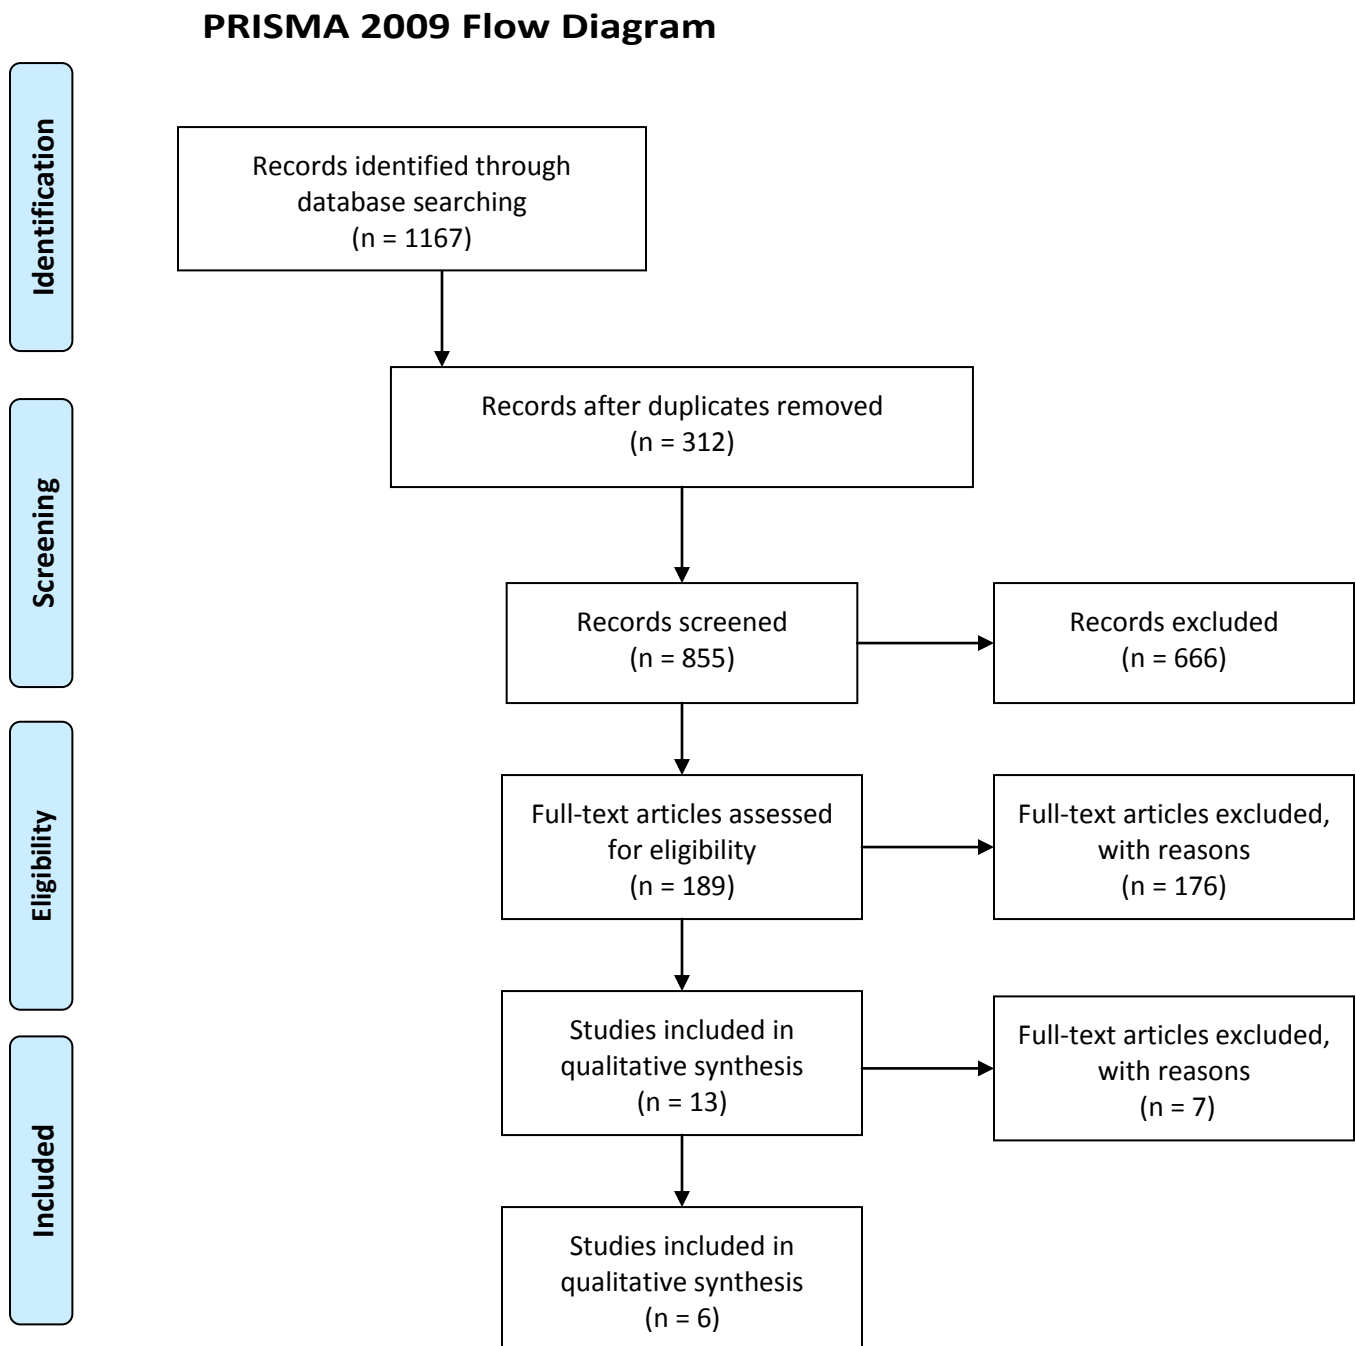 PRISMA 2009 Flow Diagram
Identification
Records identified through
database searching
(n = 1167)
Records after duplicates removed
(n = 312)
Screening
Records screened
(n = 855)
Records excluded
(n = 666)
Eligibility
Full-text articles assessed
for eligibility
(n = 189)
Full-text articles excluded,
with reasons
(n = 176)
Included
Studies included in
qualitative synthesis
(n = 13)
Full-text articles excluded,
with reasons
(n = 7)
Studies included in
qualitative synthesis
(n = 6)